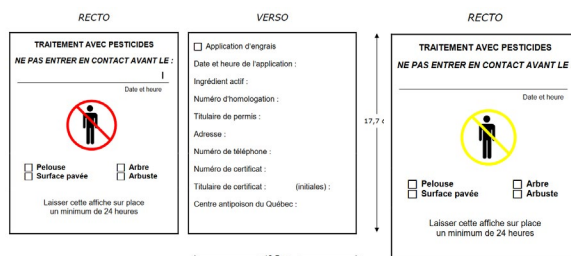 RECTO
TRAITEMENT AVEC PESTICIDES
NE PAS ENTRER EN CONTACT AVANT LE :
Date et heure
Pelouse
Arbre
Surface pavée
Arbuste
Laisser cette affiche sur place
un minimum de 24 heures
VERSO
Application d'engrais
Date et heure de l'application :
Ingrédient actif :
Numéro d'homologation :
Titulaire de permis :
Adresse :
Numéro de téléphone :
Numéro de certificat :
Titulaire de certificat : (initiales) :
Centre antipoison du Québec :
17,7 c
RECTO
TRAITEMENT AVEC PESTICIDES
NE PAS ENTRER EN CONTACT AVANT LE
Date et heure
Pelouse
Arbre
Surface pavée
Arbuste
Laisser cette affiche sur place
un minimum de 24 heures